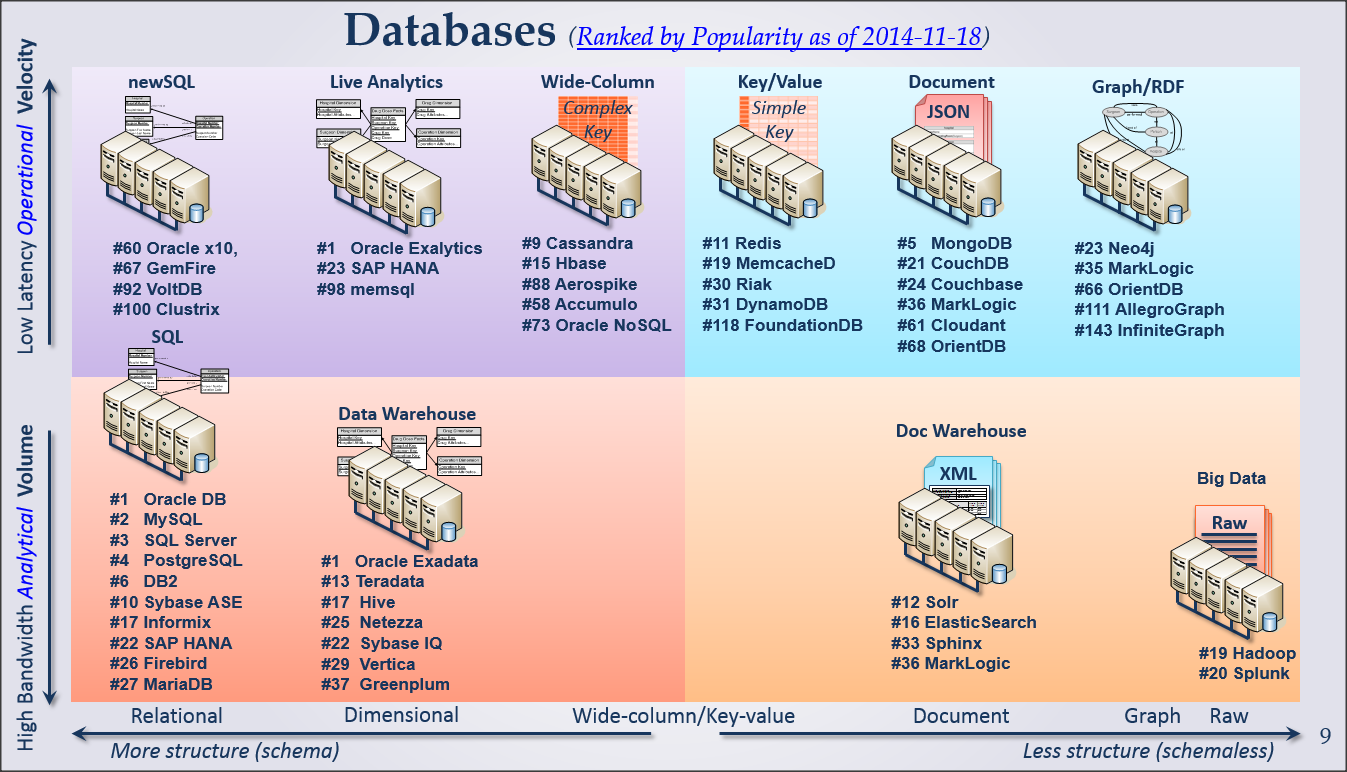 Databases (Ranked by Popularity as of 2014-11-18)
Low Latency Operational Velocity
High Bandwidth Analytical Volume
newSQL
#60 Oracle x10,
#67 GemFire
#92 VoltDB
#100 Clustrix
Live Analytics
Hospital Dimension
Drug Dimension
#1 Oracle Exalytics
#23 SAP HANA
#98 memsql
Wide-Column
Complex
Key
#9 Cassandra
#15 Hbase
#88 Aerospike
#58 Accumulo
#73 Oracle NoSQL
Key/Value
Simple
Key
#11 Redis
#19 MemcacheD
#30 Riak
#31 DynamoDB
#118 FoundationDB
Document
JSON
#5 MongoDB
#21 CouchDB
#24 Couchbase
#36 MarkLogic
#61 Cloudant
#68 OrientDB
Graph/RDF
#23 Neo4j
#35 MarkLogic
#66 OrientDB
#111 AllegroGraph
#143 InfiniteGraph
SQL
#1 Oracle DB
#2 MySQL
#3 SQL Server
#4 PostgreSQL
#6 DB2
#10 Sybase ASE
#17 Informix
#22 SAP HANA
#26 Firebird
#27 MariaDB
Data Warehouse
Hospital Dimension
Drug Dimension
#1 Oracle Exadata
#13 Teradata
#17 Hive
#25 Netezza
#22 Sybase IQ
#29 Vertica
#37 Greenplum
Doc Warehouse
XML
#12 Solr
#16 ElasticSearch
#33 Sphinx
#36 MarkLogic
Big Data
Raw
#19 Hadoop
#20 Splunk
Relational Dimensional Wide-column/Key-value Document Graph Raw
More structure (schema)
Less structure (schemaless)
9